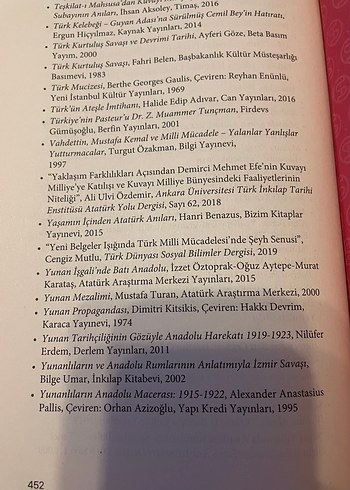 • Teşkilat-ı Mahsusa'dan Kuvayı
Subayının Anıları, İhsan Aksoley, Timaş, 2016
• Türk Kelebeği – Guyan Adası'na Sürülmüş Cemil Bey'in Hatıratı,
Ergun Hiçyılmaz, Kaynak Yayınları, 2014
• Türk Kurtuluş Savaşı ve Devrimi Tarihi, Ayferi Göze, Beta Basım
Yayım, 2000
• Türk Kurtuluş Savaşı, Fahri Belen, Başbakanlık Kültür Müsteşarlığı
Basımevi, 1983
• Türk Mucizesi, Berthe Georges Gaulis, Çeviren: Reyhan Enünlü,
Yeni İstanbul Kültür Yayınları, 1969
• Türk'ün Ateşle İmtihanı, Halide Edip Adıvar, Can Yayınları, 2016
• Türkiye'nin Pasteur'u Dr. Z. Muammer Tunçman, Firdevs
Gümüşoğlu, Berfin Yayınları, 2001
• Vahdettin, Mustafa Kemal ve Milli Mücadele – Yalanlar Yanlışlar
Yutturmacalar, Turgut Özakman, Bilgi Yayınevi,
1997
• "Yaklaşım Farklılıkları Açısından Demirci Mehmet Efe'nin Kuvayı
Milliye'ye Katılışı ve Kuvayı Milliye Bünyesindeki Faaliyetlerinin
Niteliği", Ali Ulvi Özdemir, Ankara Üniversitesi Türk İnkılap Tarihi
Enstitüsü Atatürk Yolu Dergisi, Sayı 62, 2018
• Yaşamın İçinden Atatürk Anıları, Hanri Benazus, Bizim Kitaplar
Yayınevi, 2015
• "Yeni Belgeler Işığında Türk Milli Mücadelesi'nde Şeyh Senusi",
Cengiz Mutlu, Türk Dünyası Sosyal Bilimler Dergisi, 2019
• Yunan İşgali'nde Batı Anadolu, İzzet Öztoprak-Oğuz Aytepe-Murat
Karataş, Atatürk Araştırma Merkezi Yayınları, 2015
• Yunan Mezalimi, Mustafa Turan, Atatürk Araştırma Merkezi, 2000
• Yunan Propagandası, Dimitri Kitsikis, Çeviren: Hakkı Devrim,
Karaca Yayınevi, 1974
• Yunan Tarihçiliğinin Gözüyle Anadolu Harekatı 1919-1923, Nilüfer
Erdem, Derlem Yayınları, 2011
• Yunanlıların ve Anadolu Rumlarının Anlatımıyla İzmir Savaşı,
Bilge Umar, İnkılap Kitabevi, 2002
• Yunanlıların Anadolu Macerası: 1915-1922, Alexander Anastasius
Pallis, Çeviren: Orhan Azizoğlu, Yapı Kredi Yayınları, 1995
452